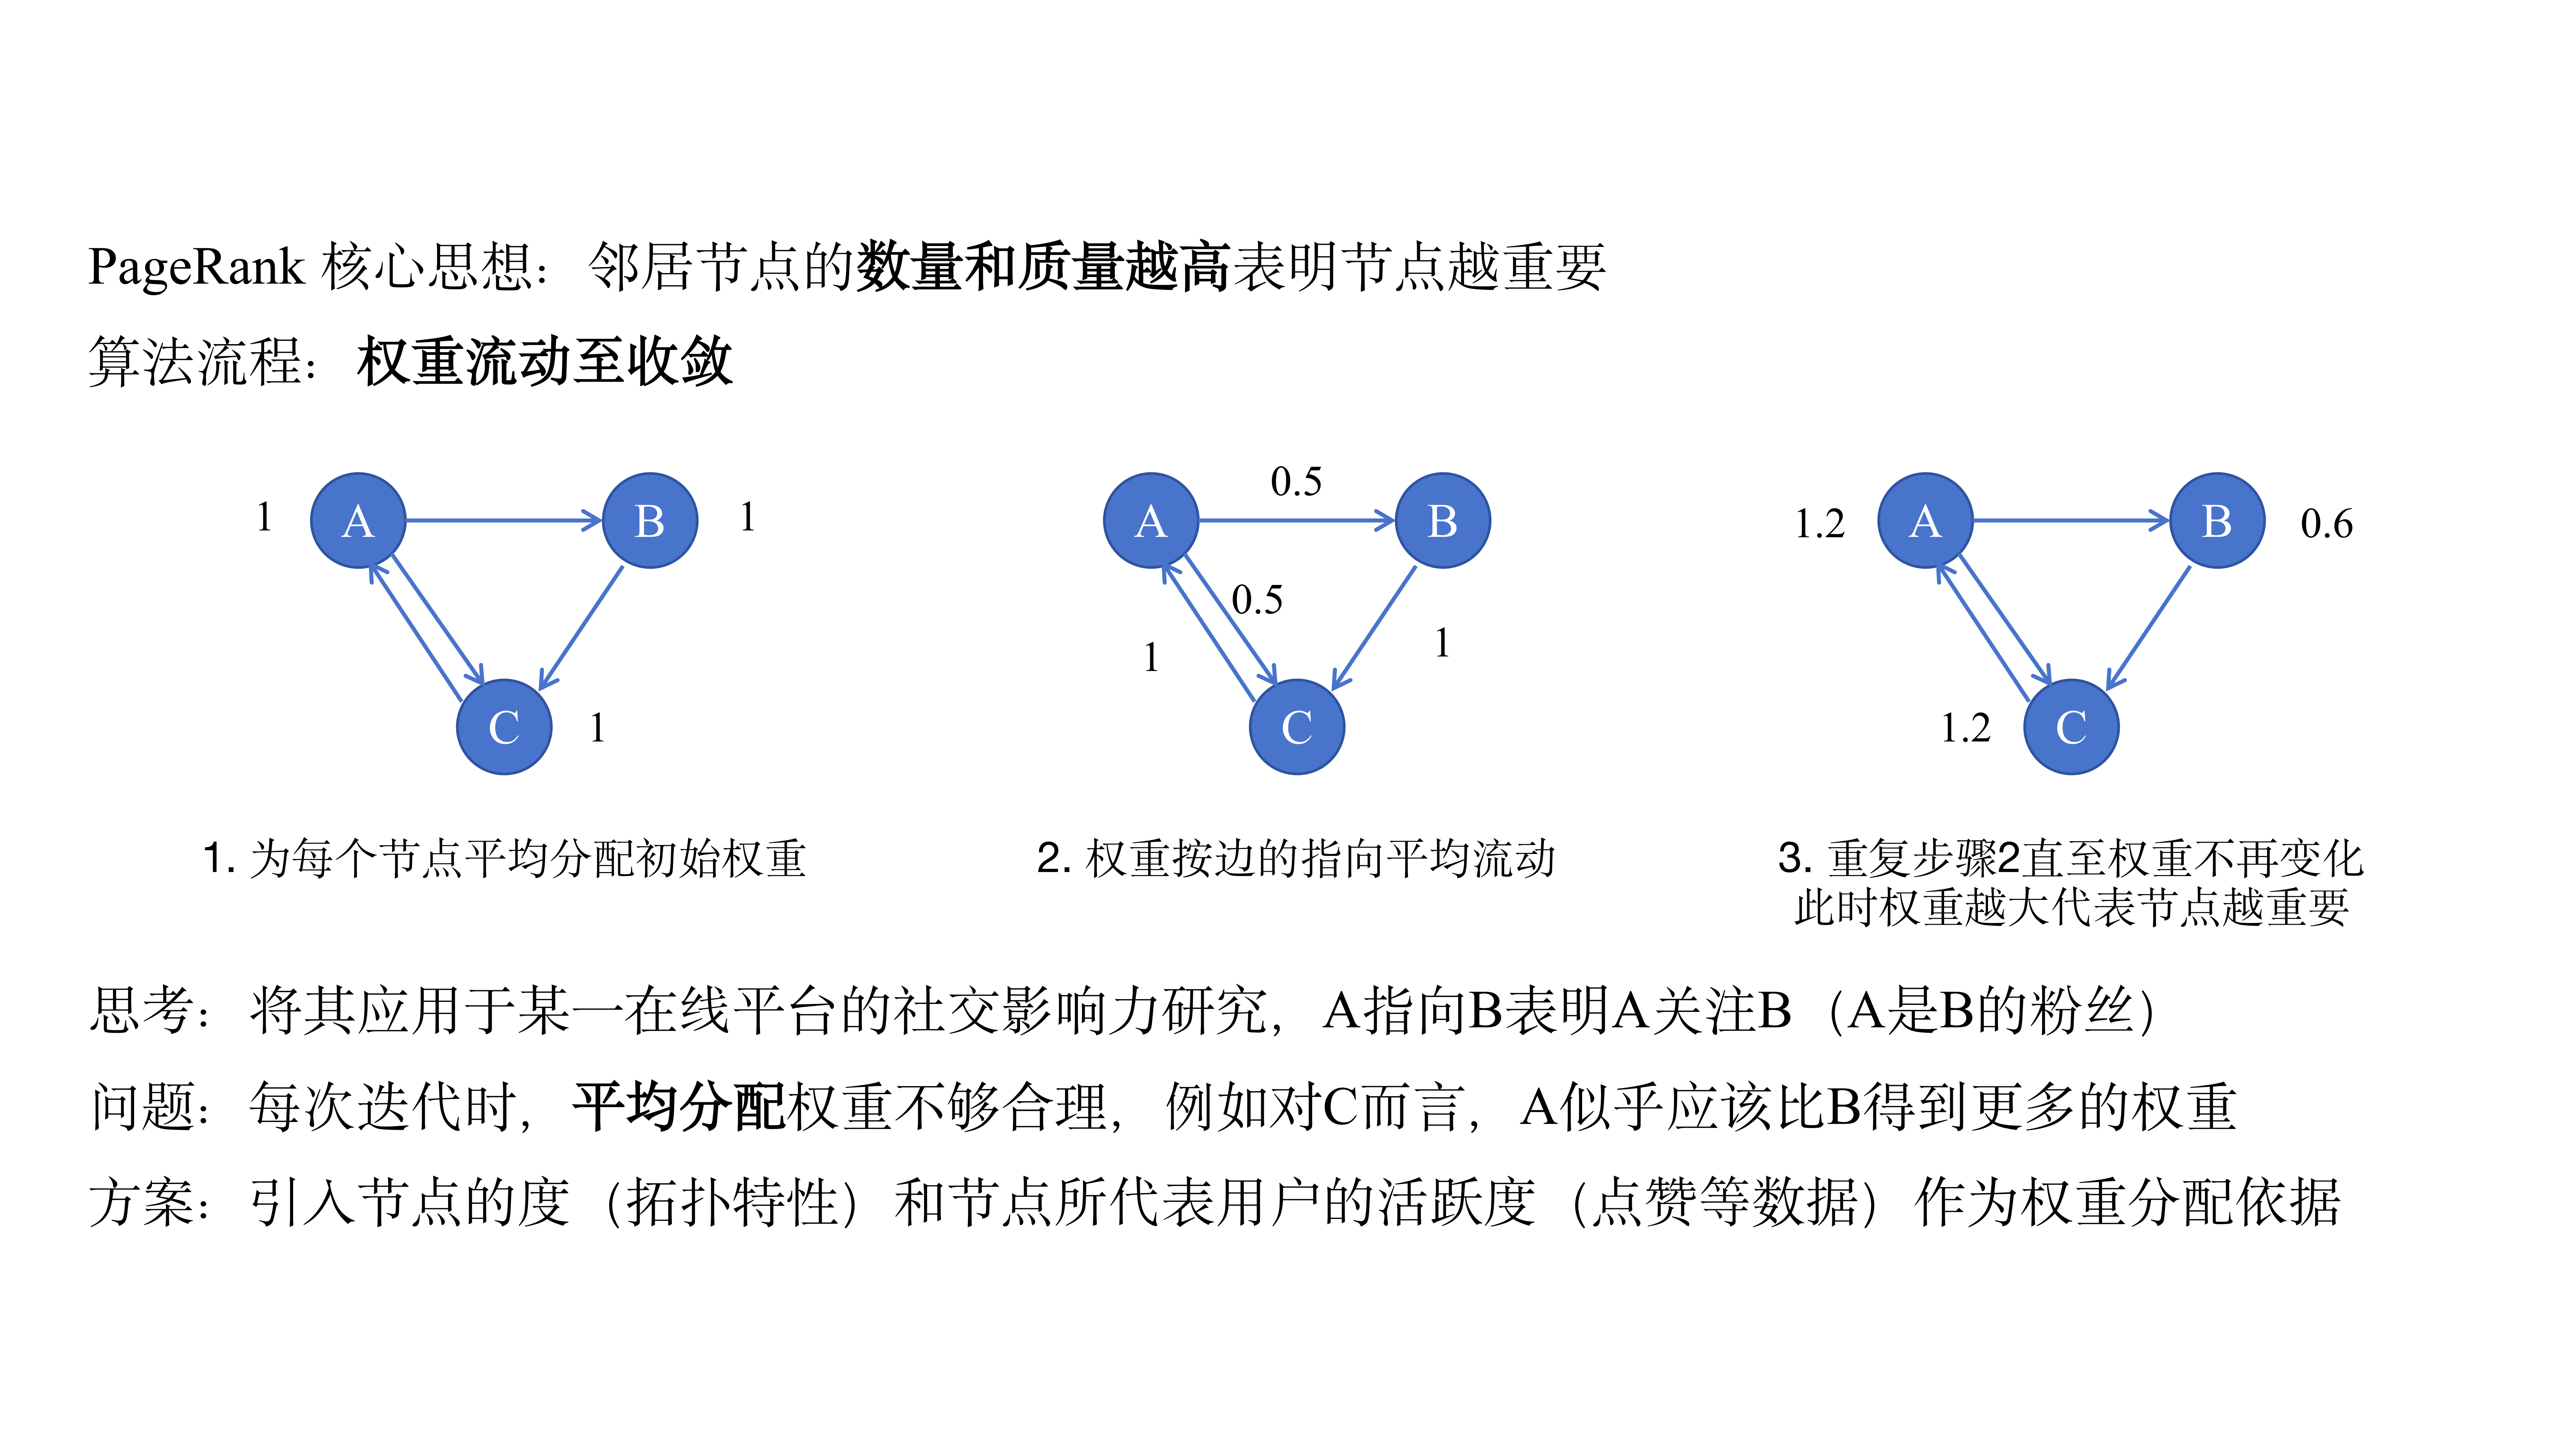 PageRank 核心思想：邻居节点的数量和质量越高表明节点越重要
算法流程：权重流动至收敛
1 A B 1
C 1
0.5
A B
0.5
1 1
C
1.2 A B 0.6
1.2 C
1. 为每个节点平均分配初始权重
2. 权重按边的指向平均流动
3. 重复步骤2直至权重不再变化
此时权重越大代表节点越重要
思考：将其应用于某一在线平台的社交影响力研究，A指向B表明A关注B（A是B的粉丝）
问题：每次迭代时，平均分配权重不够合理，例如对C而言，A似乎应该比B得到更多的权重
方案：引入节点的度（拓扑特性）和节点所代表用户的活跃度（点赞等数据）作为权重分配依据